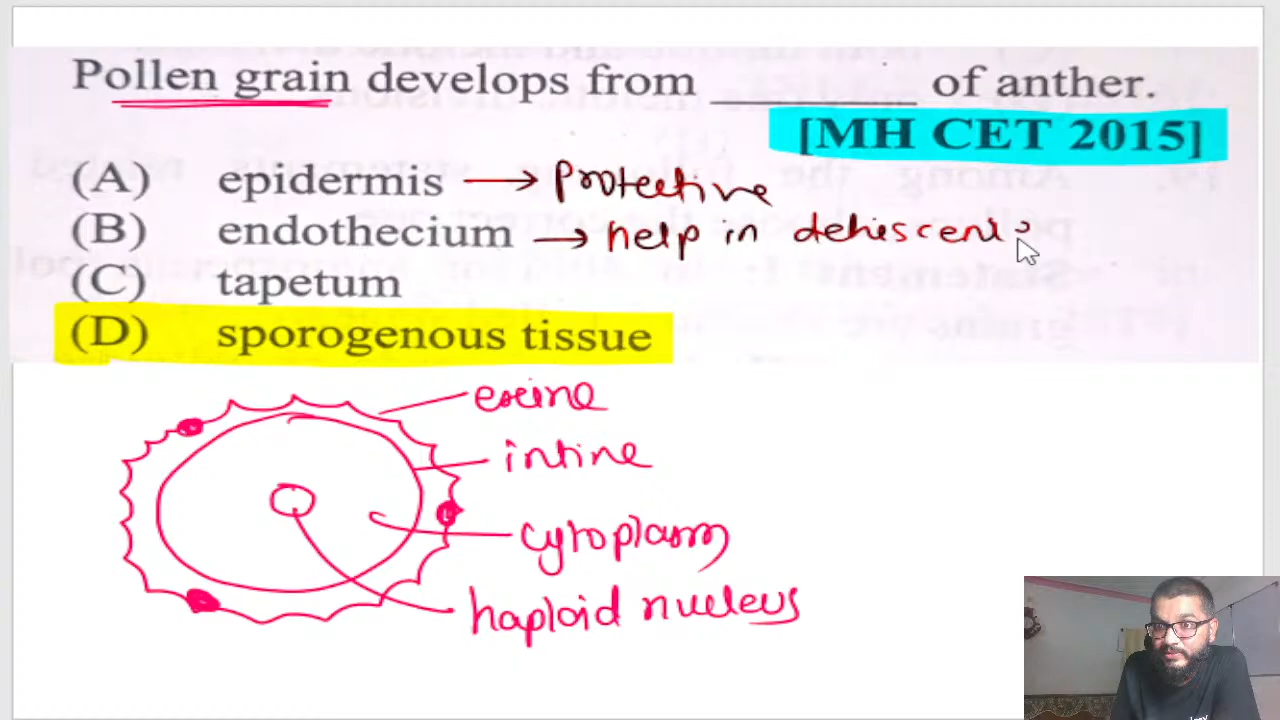 Pollen grain develops from __________ of anther.
[MH CET 2015]
(A) epidermis → Protective
(B) endothecium → help in dehiscent
(C) tapetum
(D) sporogenous tissue
exine
intine
cytoplasm
haploid nucleus